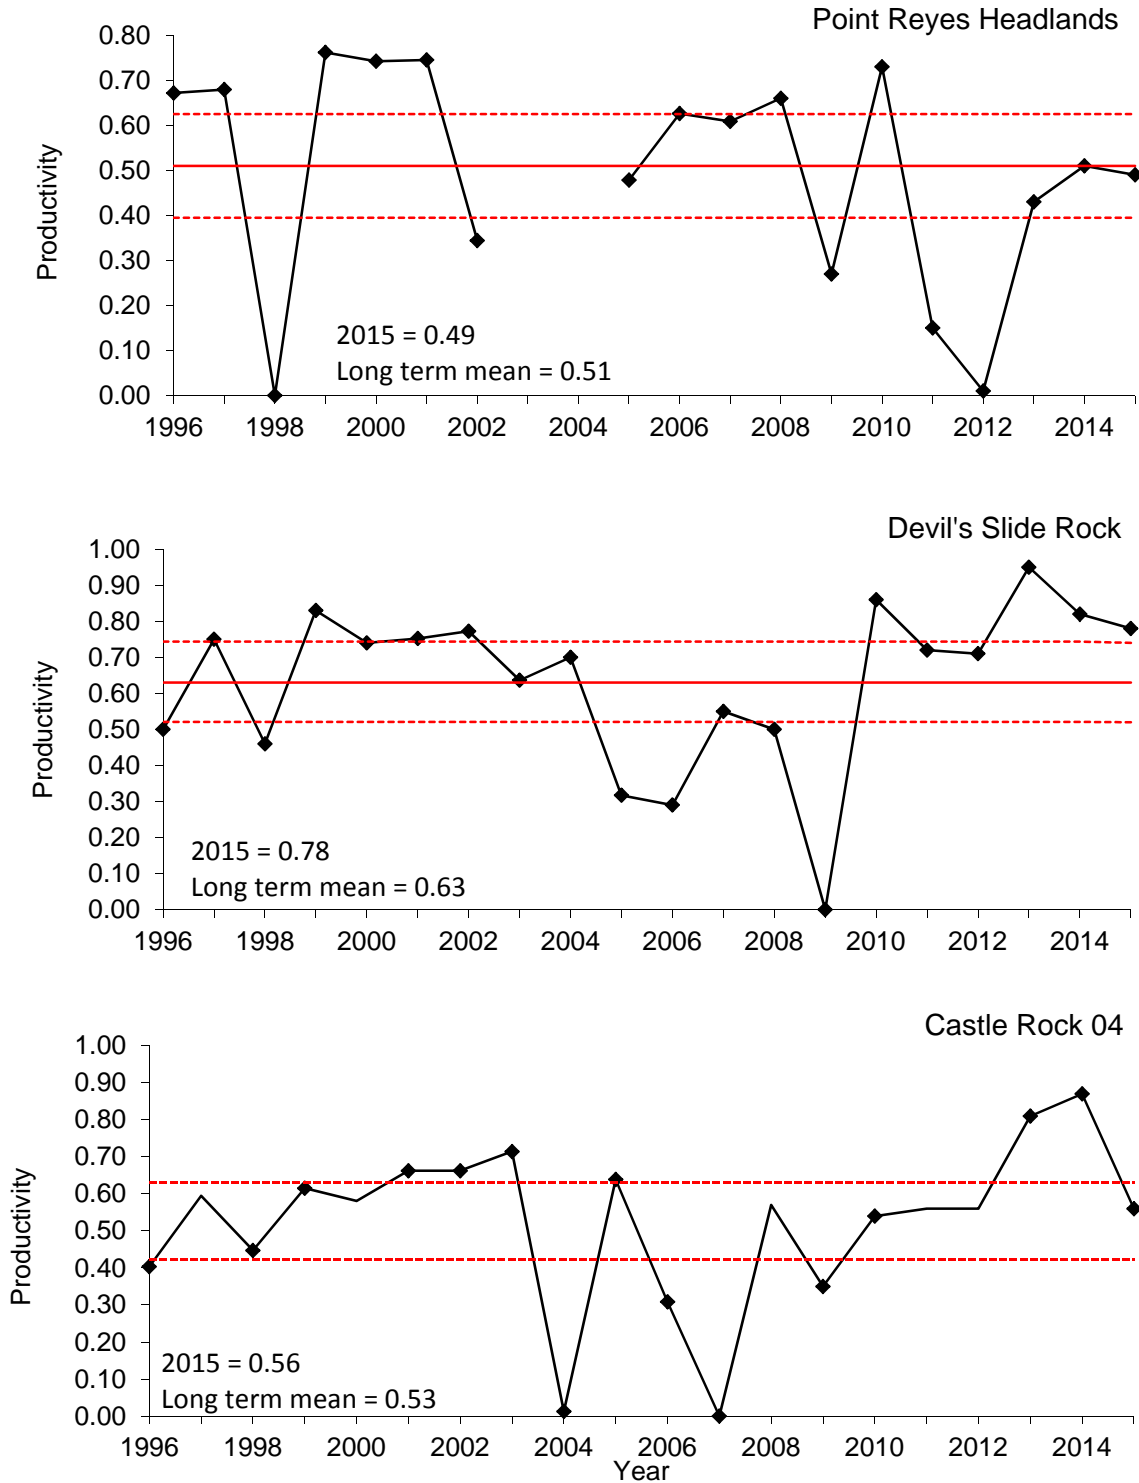 Point Reyes Headlands
0.80
0.70
0.60
0.50
0.40
0.30
0.20
0.10
0.00
Productivity
2015 = 0.49
Long term mean = 0.51
1996 1998 2000 2002 2004 2006 2008 2010 2012 2014
Devil's Slide Rock
1.00
0.90
0.80
0.70
0.60
0.50
0.40
0.30
0.20
0.10
0.00
Productivity
2015 = 0.78
Long term mean = 0.63
1996 1998 2000 2002 2004 2006 2008 2010 2012 2014
Castle Rock 04
1.00
0.90
0.80
0.70
0.60
0.50
0.40
0.30
0.20
0.10
0.00
Productivity
2015 = 0.56
Long term mean = 0.53
1996 1998 2000 2002 2004 2006 2008 2010 2012 2014
Year